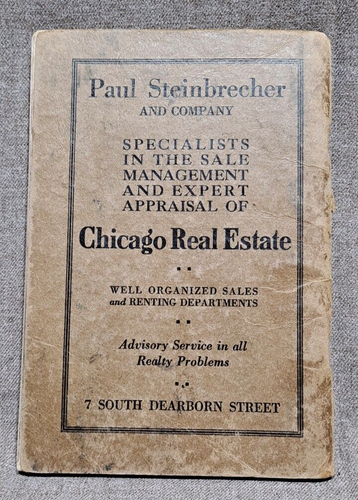 Paul Steinbrecher
AND COMPANY
SPECIALISTS
IN THE SALE
MANAGEMENT
AND EXPERT
APPRAISAL OF
Chicago Real Estate
WELL ORGANIZED SALES
and RENTING DEPARTMENTS
Advisory Service in all
Realty Problems
7 SOUTH DEARBORN STREET